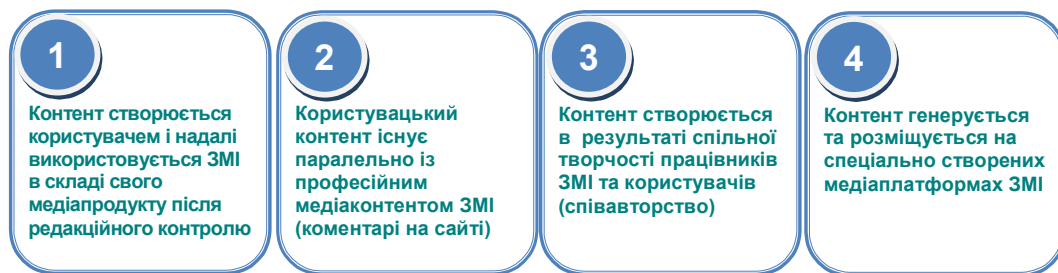 1
Контент створюється
користувачем і надалі
використовується ЗМІ
в складі свого
медіапродукту після
редакційного контролю
2
Користувацький
контент існує
паралельно із
професійним
медіаконтентом ЗМІ
(коментарі на сайті)
3
Контент створюється
в результаті спільної
творчості працівників
ЗМІ та користувачів
(співавторство)
4
Контент генерується
та розміщується на
спеціально створених
медіаплатформах ЗМІ